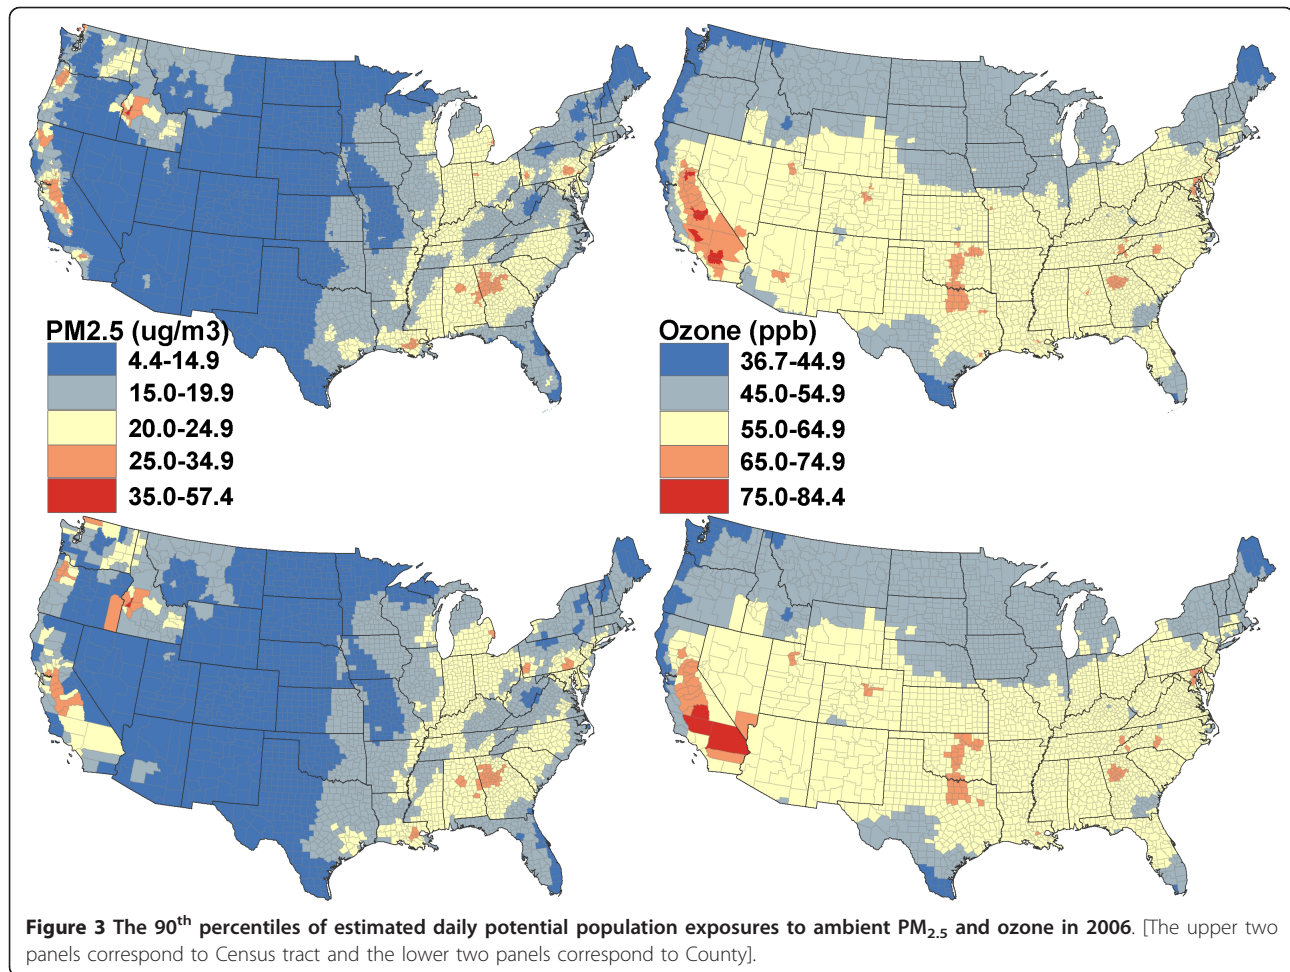 PM2.5 (ug/m3)
4.4-14.9
15.0-19.9
20.0-24.9
25.0-34.9
35.0-57.4
Ozone (ppb)
36.7-44.9
45.0-54.9
55.0-64.9
65.0-74.9
75.0-84.4
Figure 3 The 90th percentiles of estimated daily potential population exposures to ambient PM2.5 and ozone in 2006. [The upper two
panels correspond to Census tract and the lower two panels correspond to County].